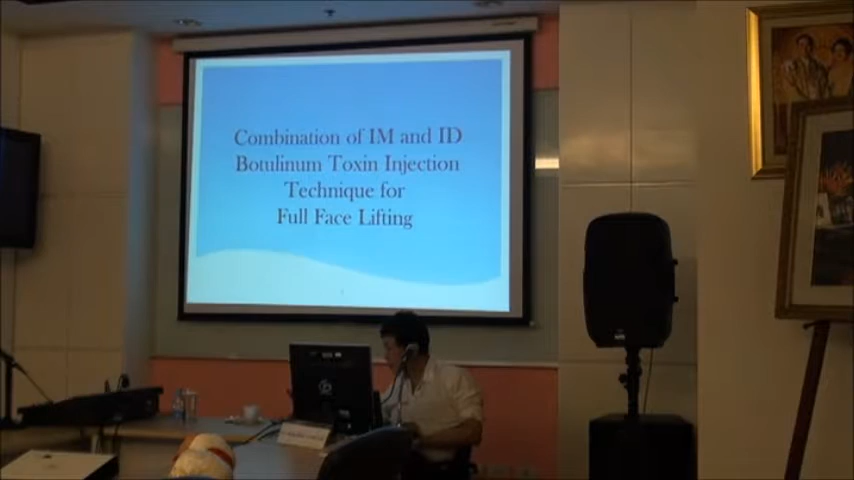 Combination of IM and ID
Botulinum Toxin Injection
Technique for
Full Face Lifting